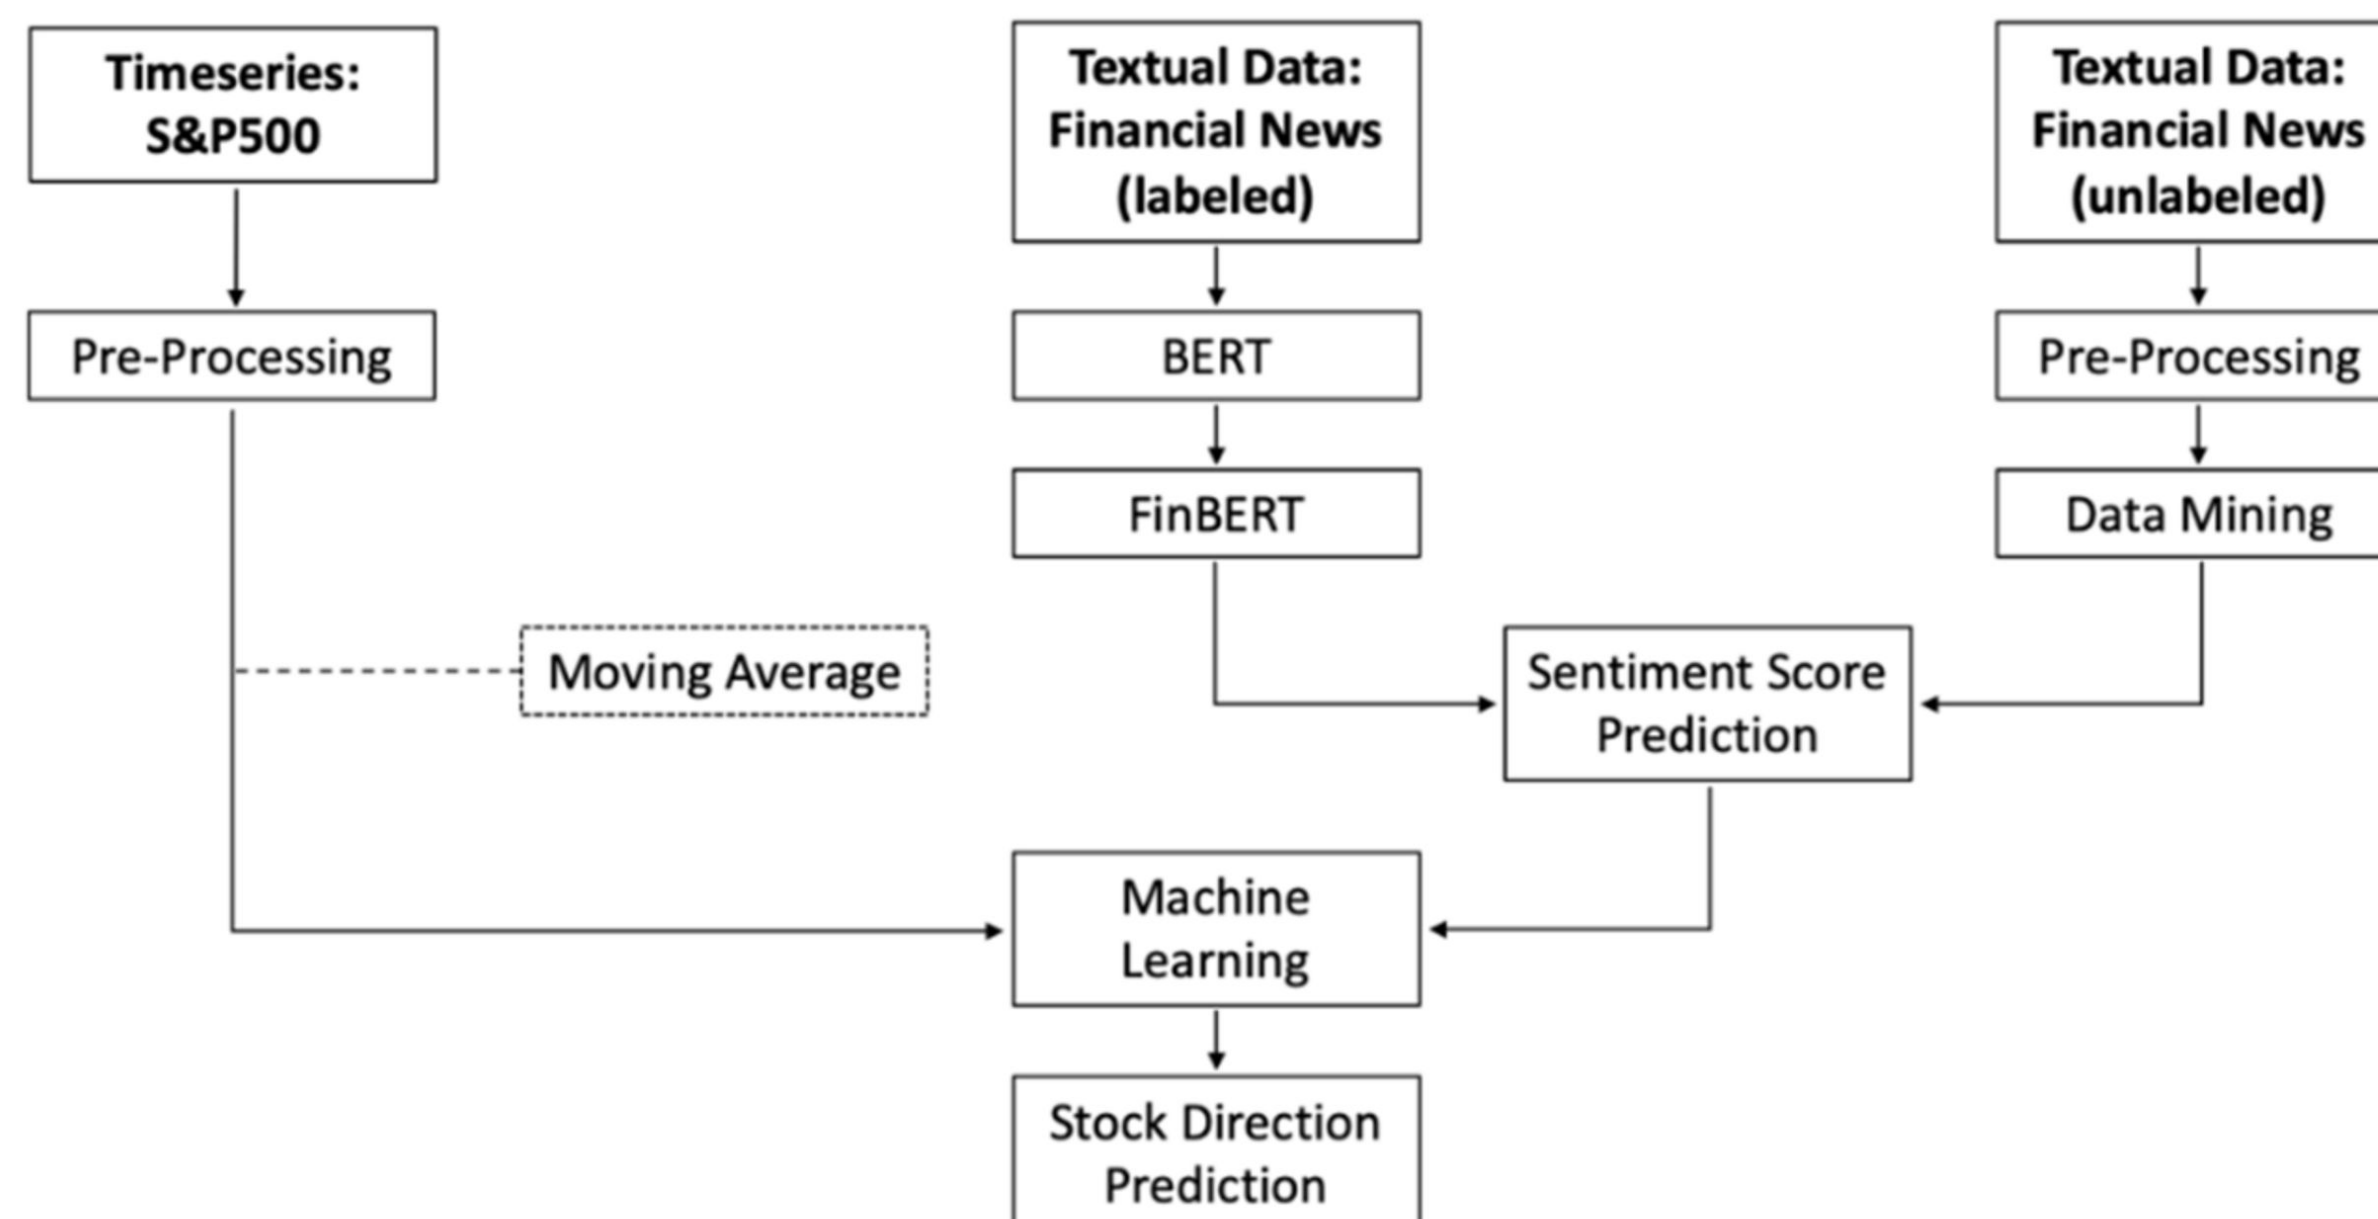 Timeseries:
S&P500
Textual Data:
Financial News
(labeled)
Textual Data:
Financial News
(unlabeled)
Pre-Processing
BERT
Pre-Processing
FinBERT
Data Mining
Moving Average
Sentiment Score
Prediction
Machine
Learning
Stock Direction
Prediction